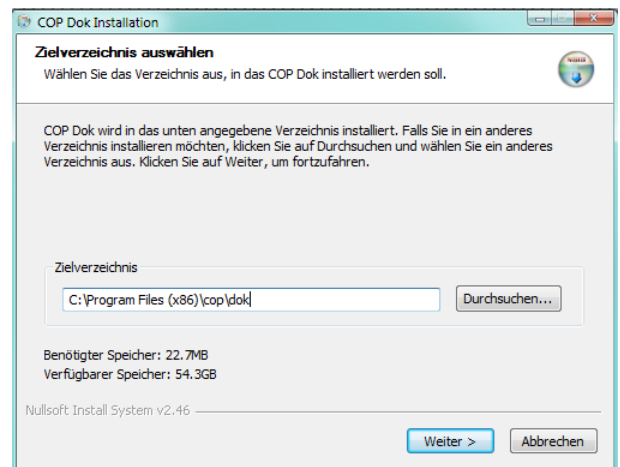 COP Dok Installation
Zielverzeichnis auswählen
Wählen Sie das Verzeichnis aus, in das COP Dok installiert werden soll.
COP Dok wird in das unten angegebene Verzeichnis installiert. Falls Sie in ein anderes
Verzeichnis installieren möchten, klicken Sie auf Durchsuchen und wählen Sie ein anderes
Verzeichnis aus. Klicken Sie auf Weiter, um fortzufahren.
Zielverzeichnis
C:\Program Files (x86)\cop\dok
Durchsuchen...
Benötigter Speicher: 22.7MB
Verfügbarer Speicher: 54.3GB
Nullsoft Install System v2.46
Weiter >
Abbrechen